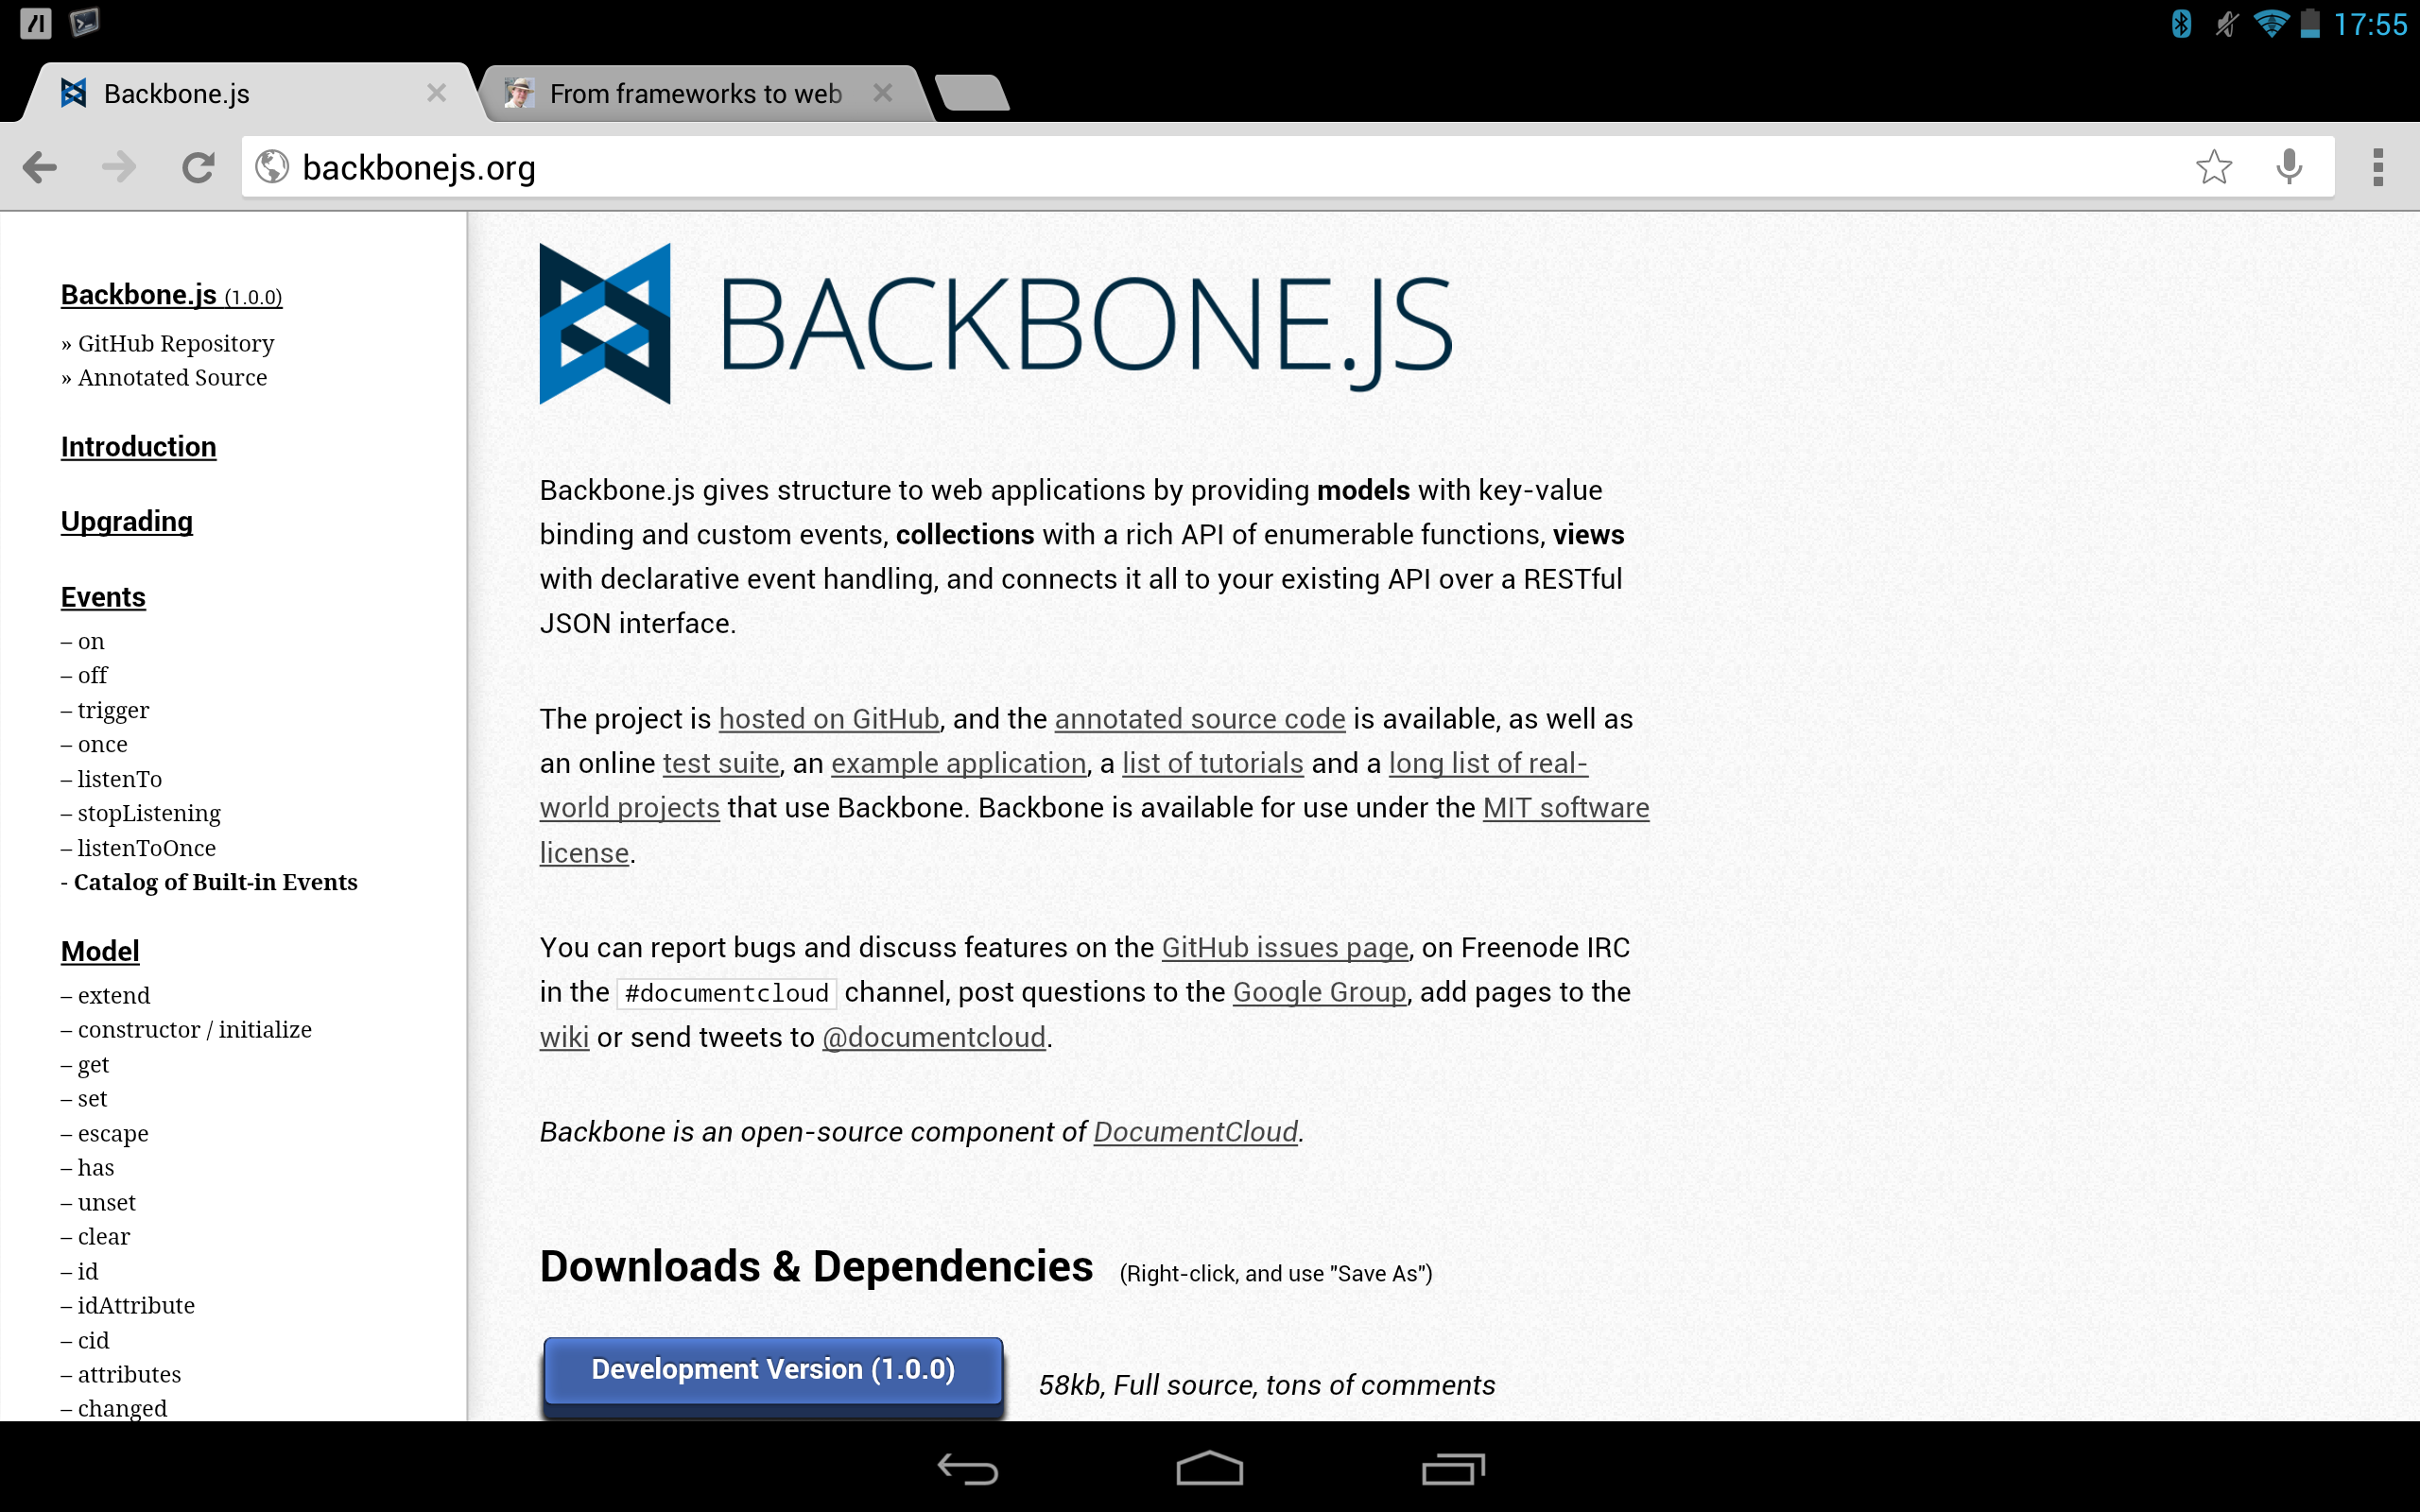 17:55
Backbone.js
From frameworks to web
backbonejs.org
Backbone.js (1.0.0)
» GitHub Repository
» Annotated Source
Introduction
Upgrading
Events
– on
– off
– trigger
– once
– listenTo
– stopListening
– listenToOnce
- Catalog of Built-in Events
Model
– extend
– constructor / initialize
– get
– set
– escape
– has
– unset
– clear
– id
– idAttribute
– cid
– attributes
– changed
BACKBONE.JS
Backbone.js gives structure to web applications by providing models with key-value
binding and custom events, collections with a rich API of enumerable functions, views
with declarative event handling, and connects it all to your existing API over a RESTful
JSON interface.
The project is hosted on GitHub, and the annotated source code is available, as well as
an online test suite, an example application, a list of tutorials and a long list of real-
world projects that use Backbone. Backbone is available for use under the MIT software
license.
You can report bugs and discuss features on the GitHub issues page, on Freenode IRC
in the #documentcloud channel, post questions to the Google Group, add pages to the
wiki or send tweets to @documentcloud.
Backbone is an open-source component of DocumentCloud.
Downloads & Dependencies (Right-click, and use "Save As")
Development Version (1.0.0) 58kb, Full source, tons of comments